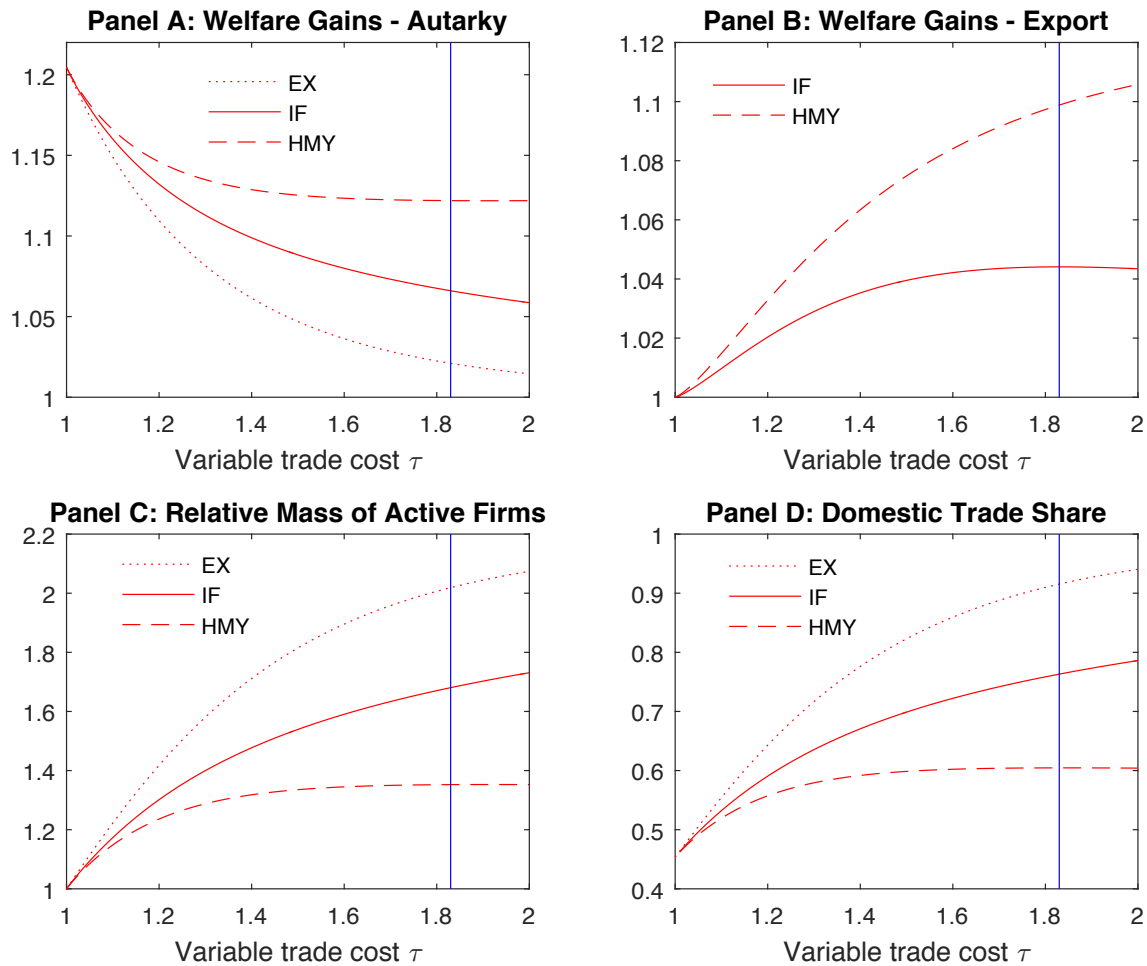 Panel A: Welfare Gains - Autarky
1.2
1.15
1.1
1.05
1
EX
IF
HMY
1 1.2 1.4 1.6 1.8 2
Variable trade cost τ
Panel B: Welfare Gains - Export
1.12
1.1
1.08
1.06
1.04
1.02
1
IF
HMY
1 1.2 1.4 1.6 1.8 2
Variable trade cost τ
Panel C: Relative Mass of Active Firms
2.2
2
1.8
1.6
1.4
1.2
1
EX
IF
HMY
1 1.2 1.4 1.6 1.8 2
Variable trade cost τ
Panel D: Domestic Trade Share
1
0.9
0.8
0.7
0.6
0.5
0.4
EX
IF
HMY
1 1.2 1.4 1.6 1.8 2
Variable trade cost τ